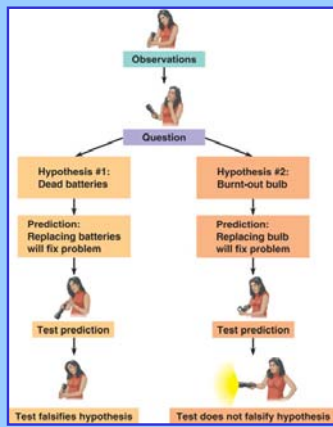 Observations
Question
Hypothesis #1:
Dead batteries
Hypothesis #2:
Burnt-out bulb
Prediction:
Replacing batteries
will fix problem
Prediction:
Replacing bulb
will fix problem
Test prediction
Test prediction
Test falsifies hypothesis
Test does not falsify hypothesis